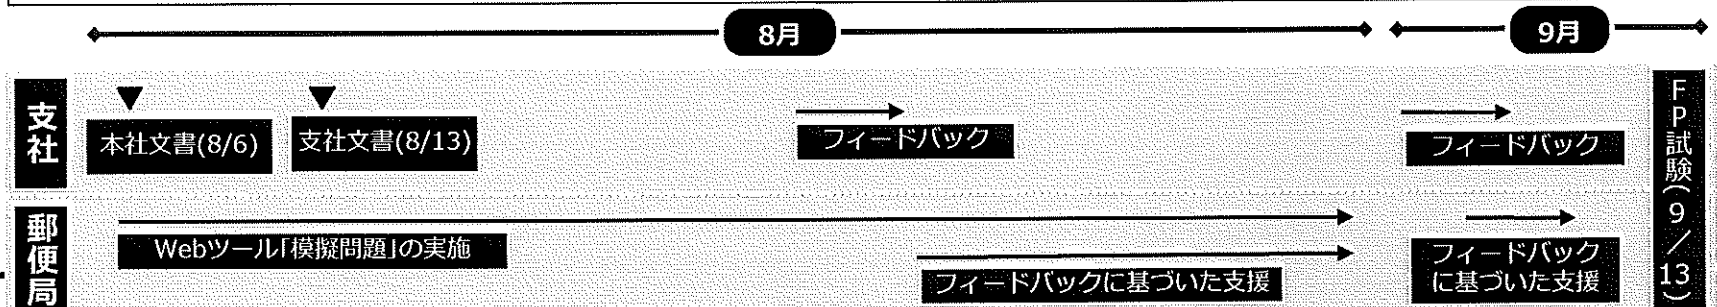 8月
9月
支社
本社文書(8/6)
支社文書(8/13)
フィードバック
フィードバック
郵便局
Webツール「模擬問題」の実施
フィードバックに基づいた支援
フィードバック
に基づいた支援
FP試験(9/13)